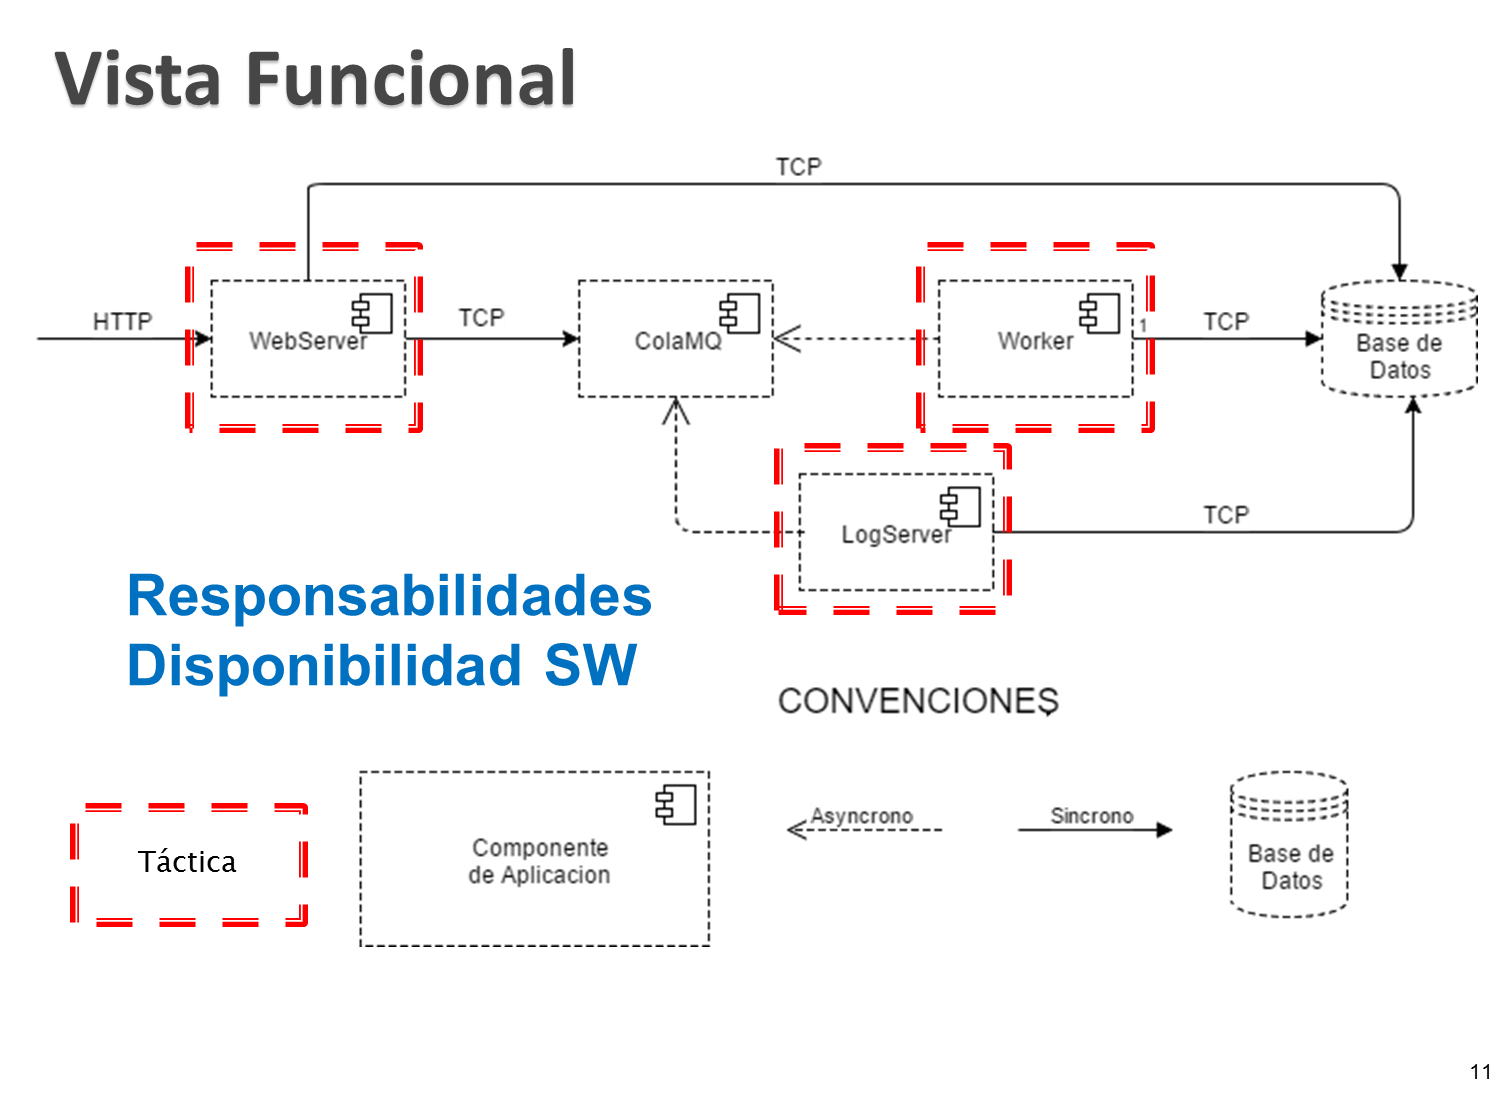 Vista Funcional
TCP
HTTP
WebServer
TCP
ColaMQ
Worker
1
TCP
Base de
Datos
LogServer
TCP
Responsabilidades
Disponibilidad SW
CONVENCIONES
Táctica
Componente
de Aplicacion
Asyncrono
Sincrono
Base de
Datos
11